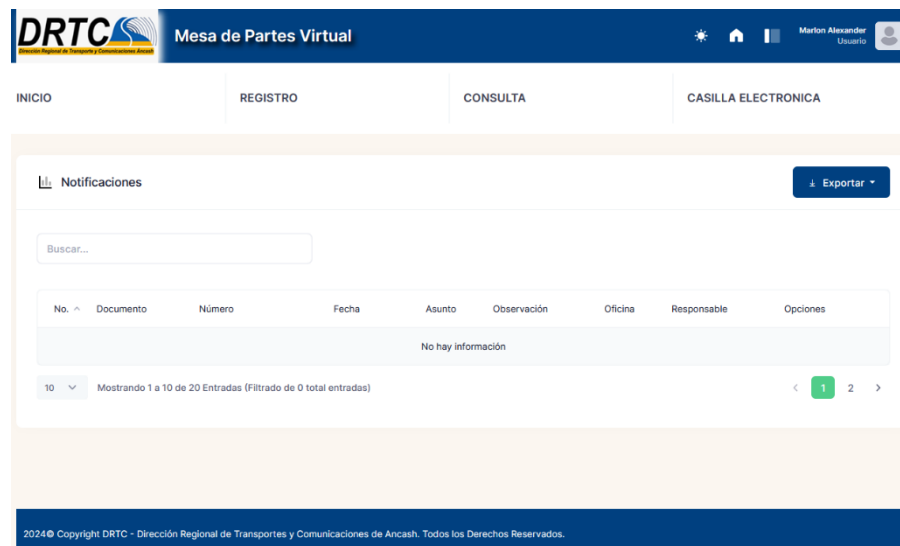 DRTC
Dirección Regional de Transporte y Comunicaciones Ancash
Mesa de Partes Virtual
Marlon Alexander
Usuario
INICIO REGISTRO CONSULTA CASILLA ELECTRONICA
Notificaciones
Exportar
Buscar...
No. Documento Número Fecha Asunto Observación Oficina Responsable Opciones
No hay información
10 Mostrando 1 a 10 de 20 Entradas (Filtrado de 0 total entradas) < 1 2 >
2024© Copyright DRTC - Dirección Regional de Transportes y Comunicaciones de Ancash. Todos los Derechos Reservados.